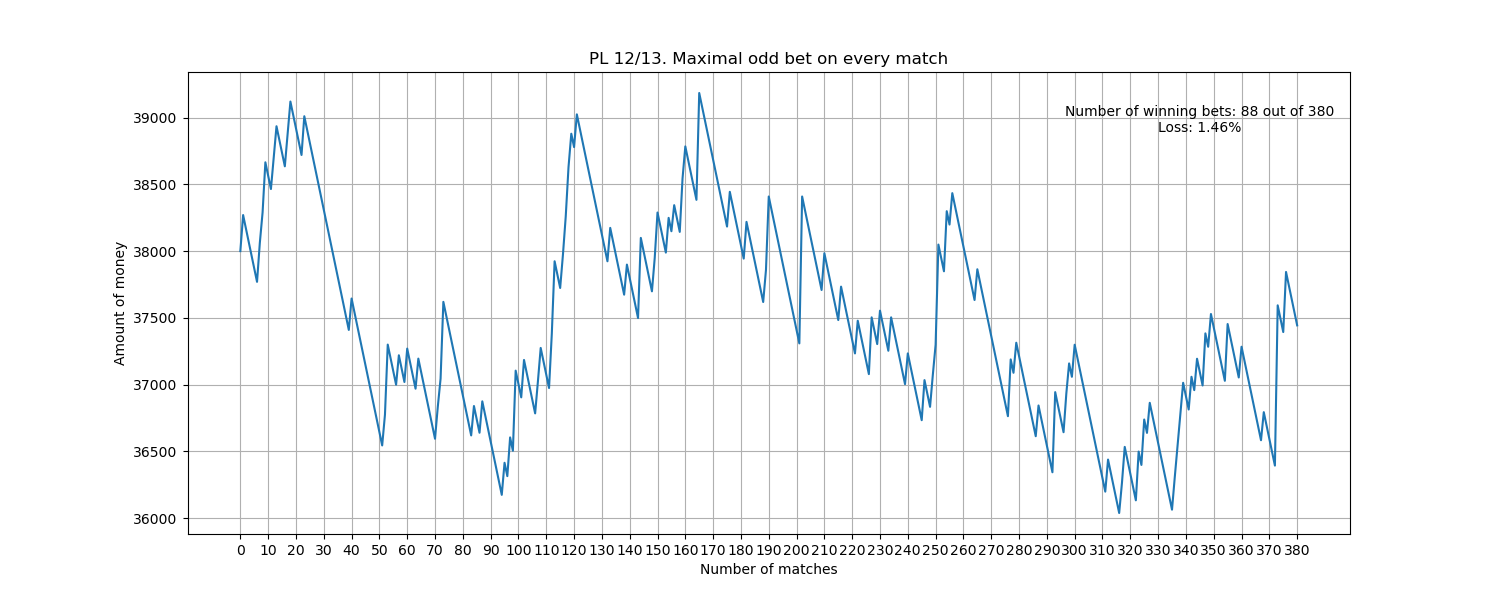 PL 12/13. Maximal odd bet on every match
Number of winning bets: 88 out of 380
Loss: 1.46%
Amount of money
39000
38500
38000
37500
37000
36500
36000
0 10 20 30 40 50 60 70 80 90 100 110 120 130 140 150 160 170 180 190 200 210 220 230 240 250 260 270 280 290 300 310 320 330 340 350 360 370 380
Number of matches